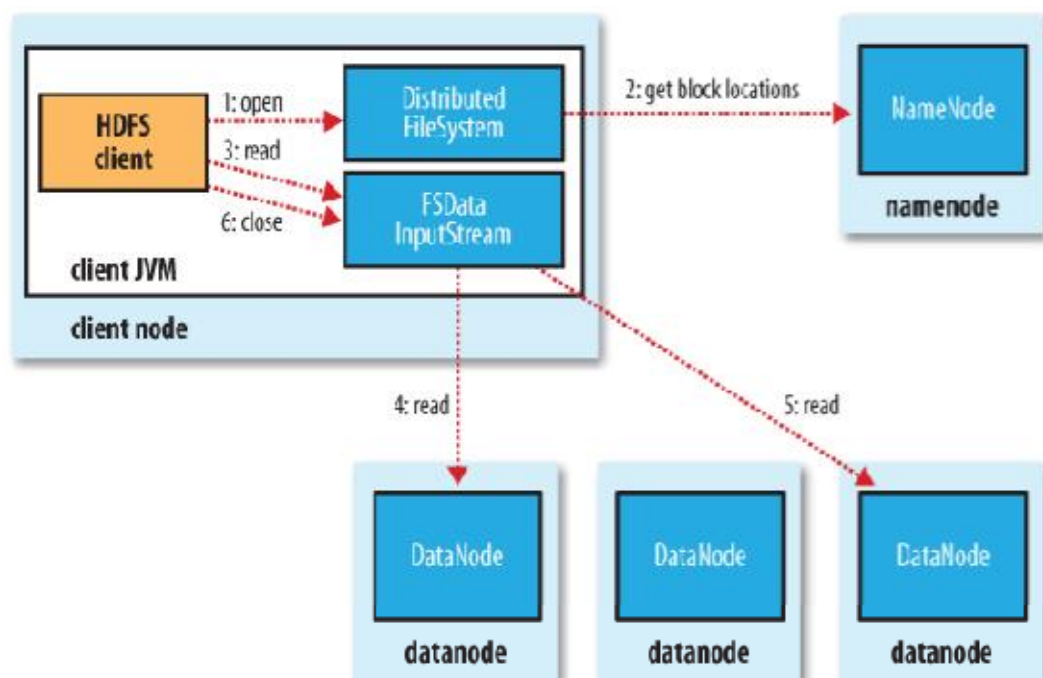 1: open
Distributed
FileSystem
2: get block locations
NameNode
HDFS
client
3: read
FSData
InputStream
6: close
namenode
client JVM
client node
4: read
5: read
DataNode
DataNode
DataNode
datanode
datanode
datanode